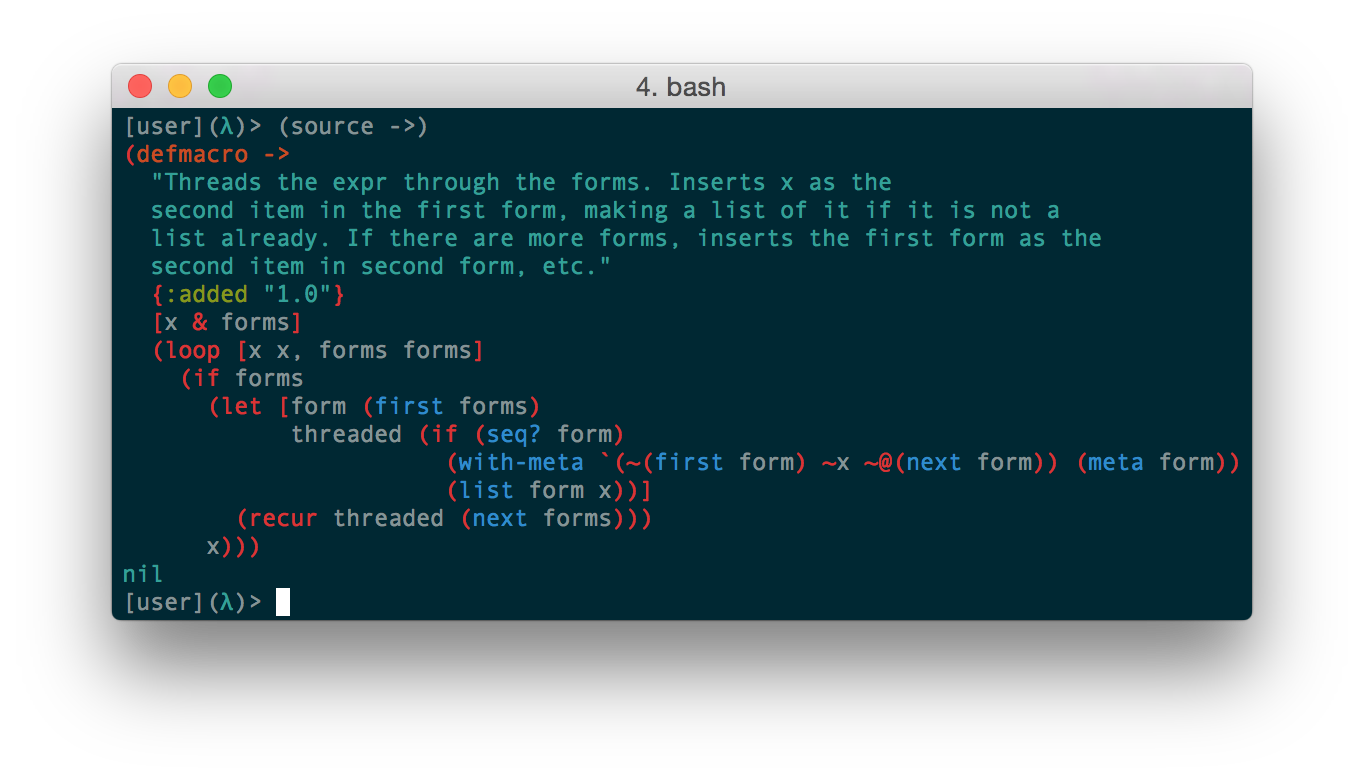 4. bash
[user](λ)> (source ->)
(defmacro ->
  "Threads the expr through the forms. Inserts x as the
  second item in the first form, making a list of it if it is not a
  list already. If there are more forms, inserts the first form as the
  second item in second form, etc."
  {:added "1.0"}
  [x & forms]
  (loop [x x, forms forms]
    (if forms
      (let [form (first forms)
            threaded (if (seq? form)
                       (with-meta `(~(first form) ~x ~@(next form)) (meta form))
                       (list form x))]
        (recur threaded (next forms)))
      x)))
nil
[user](λ)>